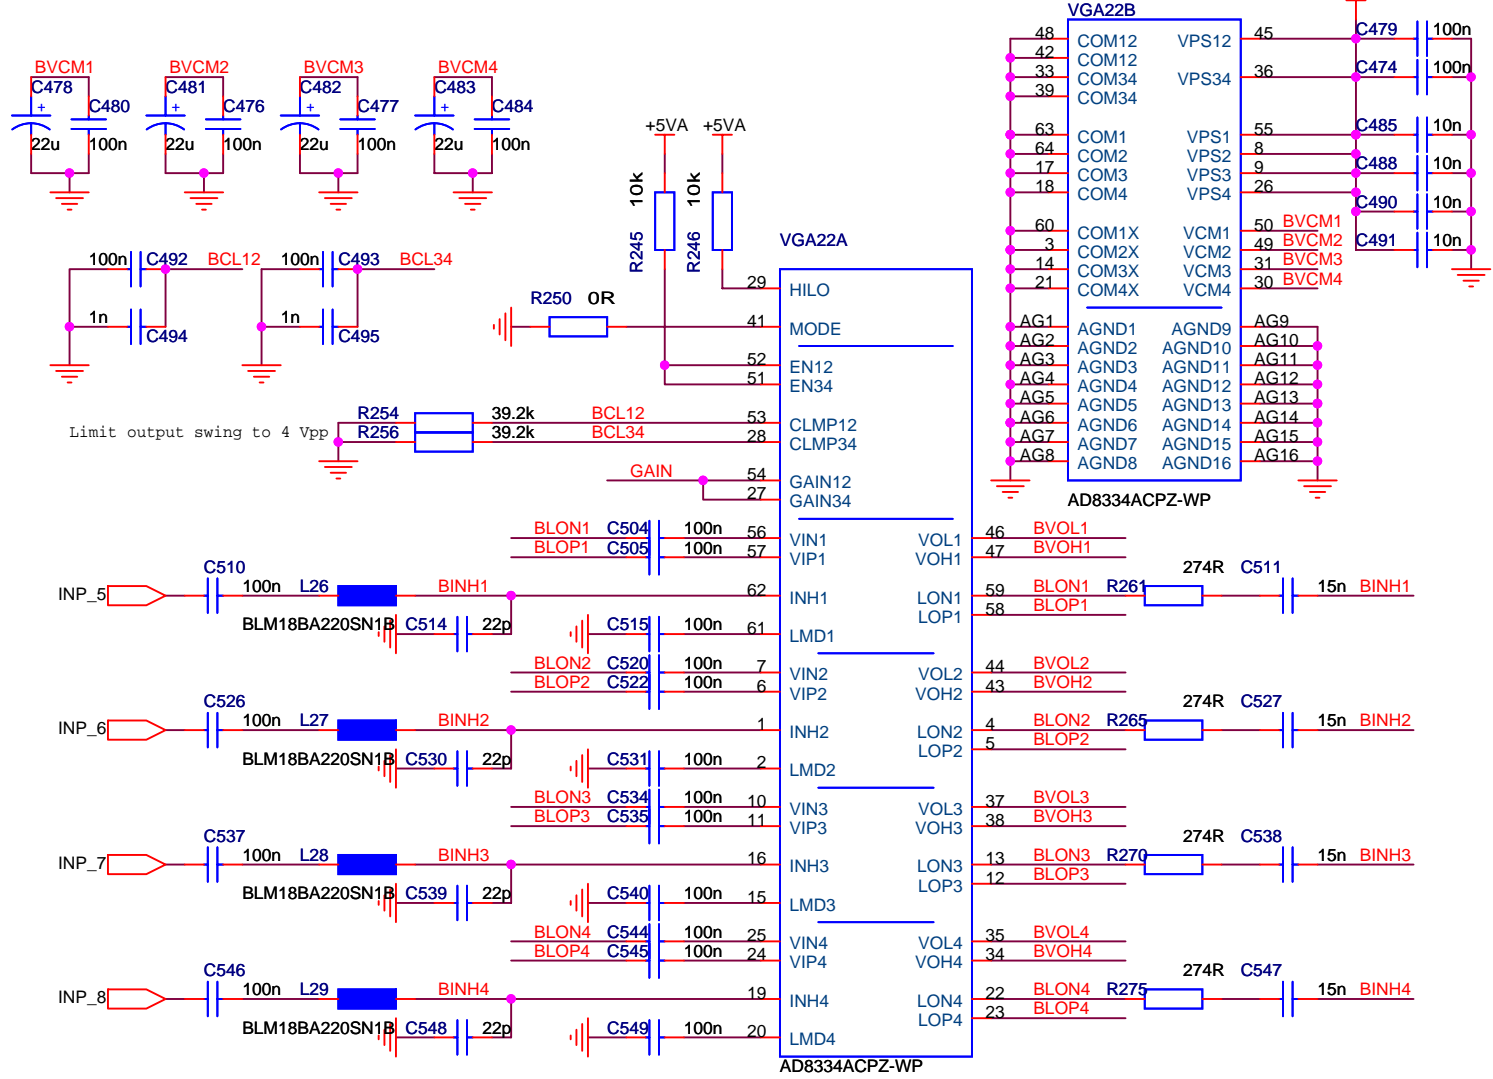 BVCM1 BVCM2 BVCM3 BVCM4
C478 C481 C482 C483
+ + + +
C480 C476 C477 C484
22u 100n 22u 100n 22u 100n 22u 100n
100n C492 BCL12 100n C493 BCL34
1n C494 1n C495
+5VA +5VA
10k 10k
R245 R246
VGA22A
29 HILO
R250 0R
41 MODE
52 EN12
51 EN34
R254 39.2k BCL12 53 CLMP12
R256 39.2k BCL34 28 CLMP34
Limit output swing to 4 Vpp
GAIN 54 GAIN12
27 GAIN34
BLON1 C504 100n 56 VIN1 VOL1 46 BVOL1
BLOP1 C505 100n 57 VIP1 VOH1 47 BVOH1
INP_5 C510 100n L26 BINH1 62 INH1 LON1 59 BLON1 R261 274R C511 15n BINH1
LOP1 58 BLOP1
BLM18BA220SN1B C514 22p C515 100n 61 LMD1
BLON2 C520 100n 7 VIN2 VOL2 44 BVOL2
BLOP2 C522 100n 6 VIP2 VOH2 43 BVOH2
INP_6 C526 100n L27 BINH2 1 INH2 LON2 4 BLON2 R265 274R C527 15n BINH2
LOP2 5 BLOP2
BLM18BA220SN1B C530 22p C531 100n 2 LMD2
BLON3 C534 100n 10 VIN3 VOL3 37 BVOL3
BLOP3 C535 100n 11 VIP3 VOH3 38 BVOH3
INP_7 C537 100n L28 BINH3 16 INH3 LON3 13 BLON3 R270 274R C538 15n BINH3
LOP3 12 BLOP3
BLM18BA220SN1B C539 22p C540 100n 15 LMD3
BLON4 C544 100n 25 VIN4 VOL4 35 BVOL4
BLOP4 C545 100n 24 VIP4 VOH4 34 BVOH4
INP_8 C546 100n L29 BINH4 19 INH4 LON4 22 BLON4 R275 274R C547 15n BINH4
LOP4 23 BLOP4
BLM18BA220SN1B C548 22p C549 100n 20 LMD4
AD8334ACPZ-WP
VGA22B
48 COM12 VPS12 45 C479 100n
42 COM12
33 COM34 VPS34 36 C474 100n
39 COM34
63 COM1 VPS1 55 C485 10n
64 COM2 VPS2 8
17 COM3 VPS3 9 C488 10n
18 COM4 VPS4 26
C490 10n
60 COM1X VCM1 50 BVCM1
3 COM2X VCM2 49 BVCM2 C491 10n
14 COM3X VCM3 31 BVCM3
21 COM4X VCM4 30 BVCM4
AG1 AGND1 AGND9 AG9
AG2 AGND2 AGND10 AG10
AG3 AGND3 AGND11 AG11
AG4 AGND4 AGND12 AG12
AG5 AGND5 AGND13 AG13
AG6 AGND6 AGND14 AG14
AG7 AGND7 AGND15 AG15
AG8 AGND8 AGND16 AG16
AD8334ACPZ-WP